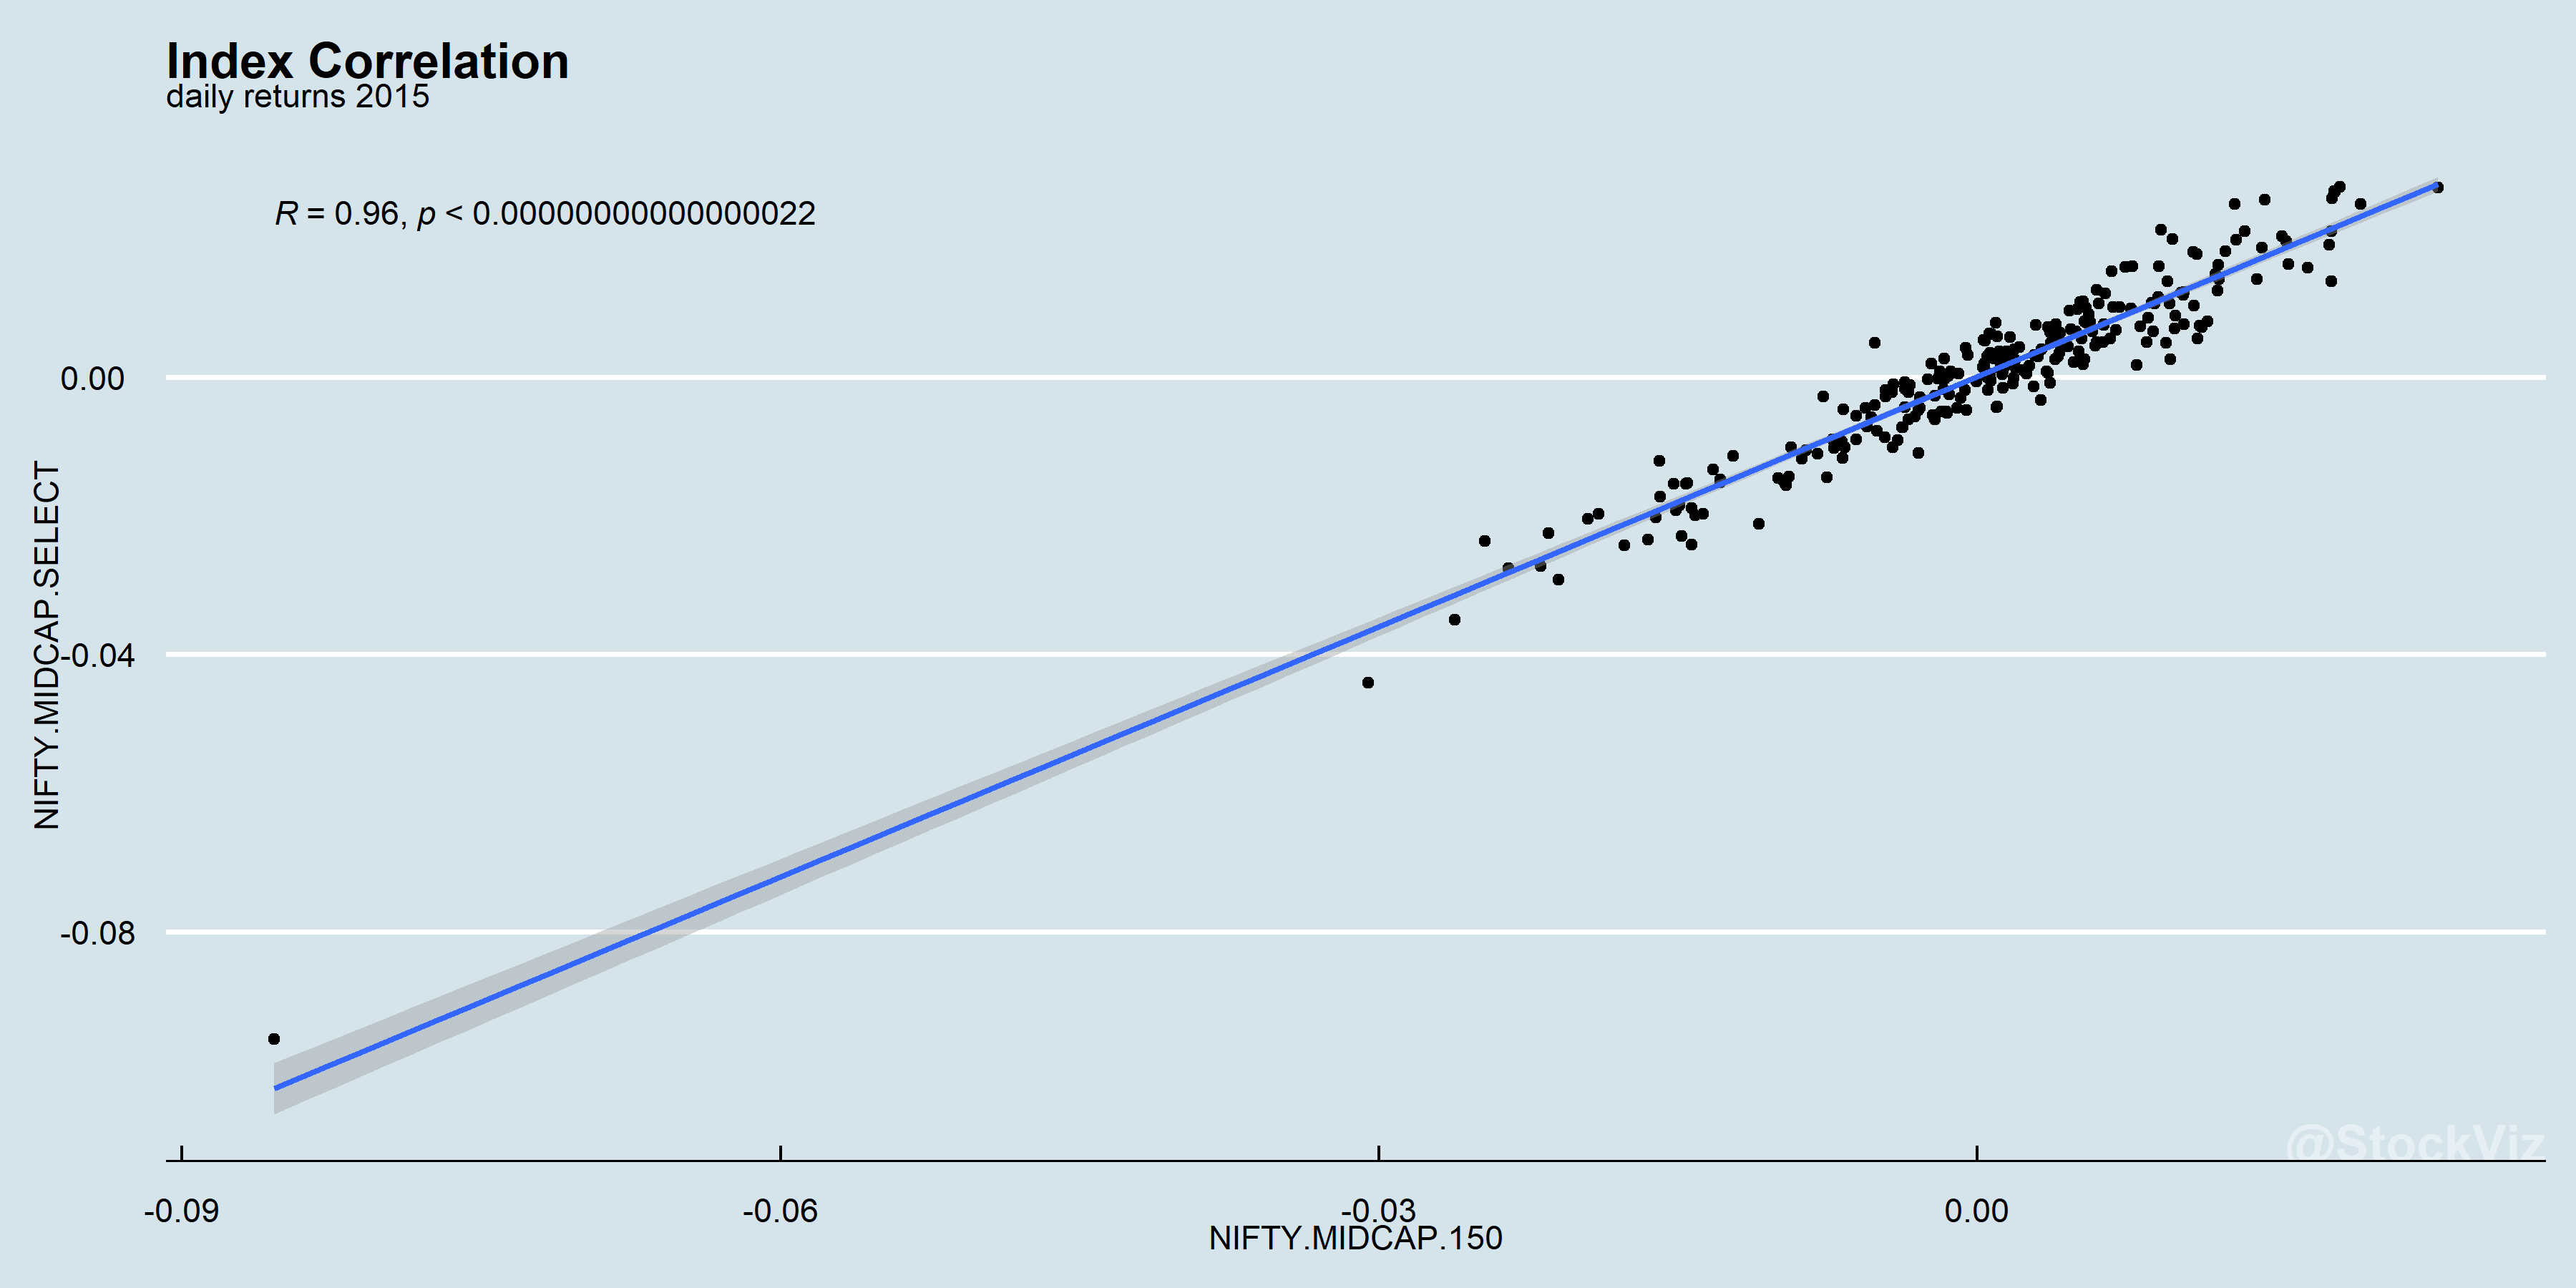 Index Correlation
daily returns 2015
R = 0.96, p < 0.00000000000000022
0.00
-0.04
-0.08
NIFTY.MIDCAP.SELECT
@StockViz
-0.09 -0.06 -0.03 0.00
NIFTY.MIDCAP.150